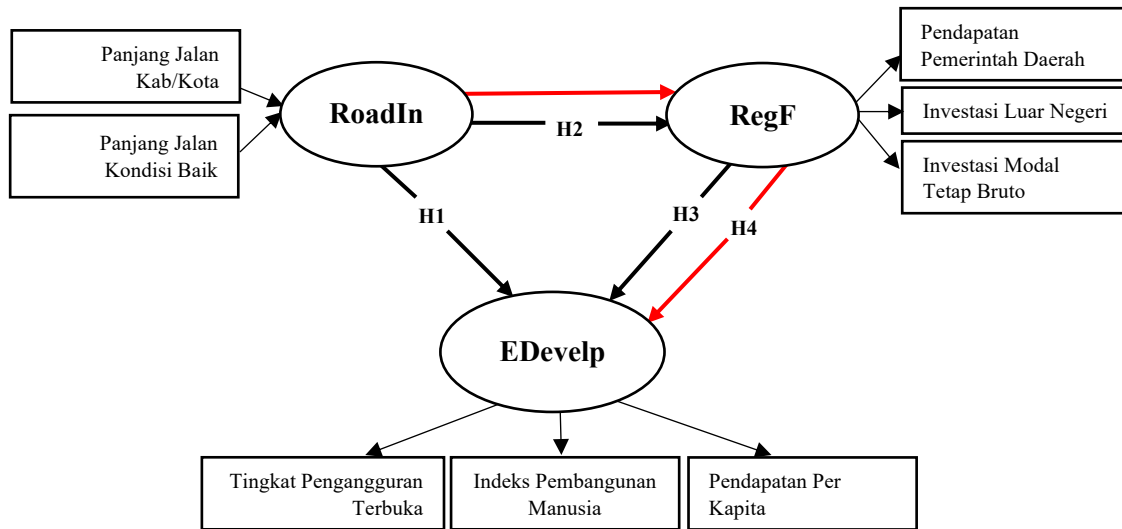 Panjang Jalan
Kab/Kota
Panjang Jalan
Kondisi Baik
RoadIn
H2
RegF
Pendapatan
Pemerintah Daerah
Investasi Luar Negeri
Investasi Modal
Tetap Bruto
H1
H3
H4
EDevelp
Tingkat Pengangguran
Terbuka
Indeks Pembangunan
Manusia
Pendapatan Per
Kapita